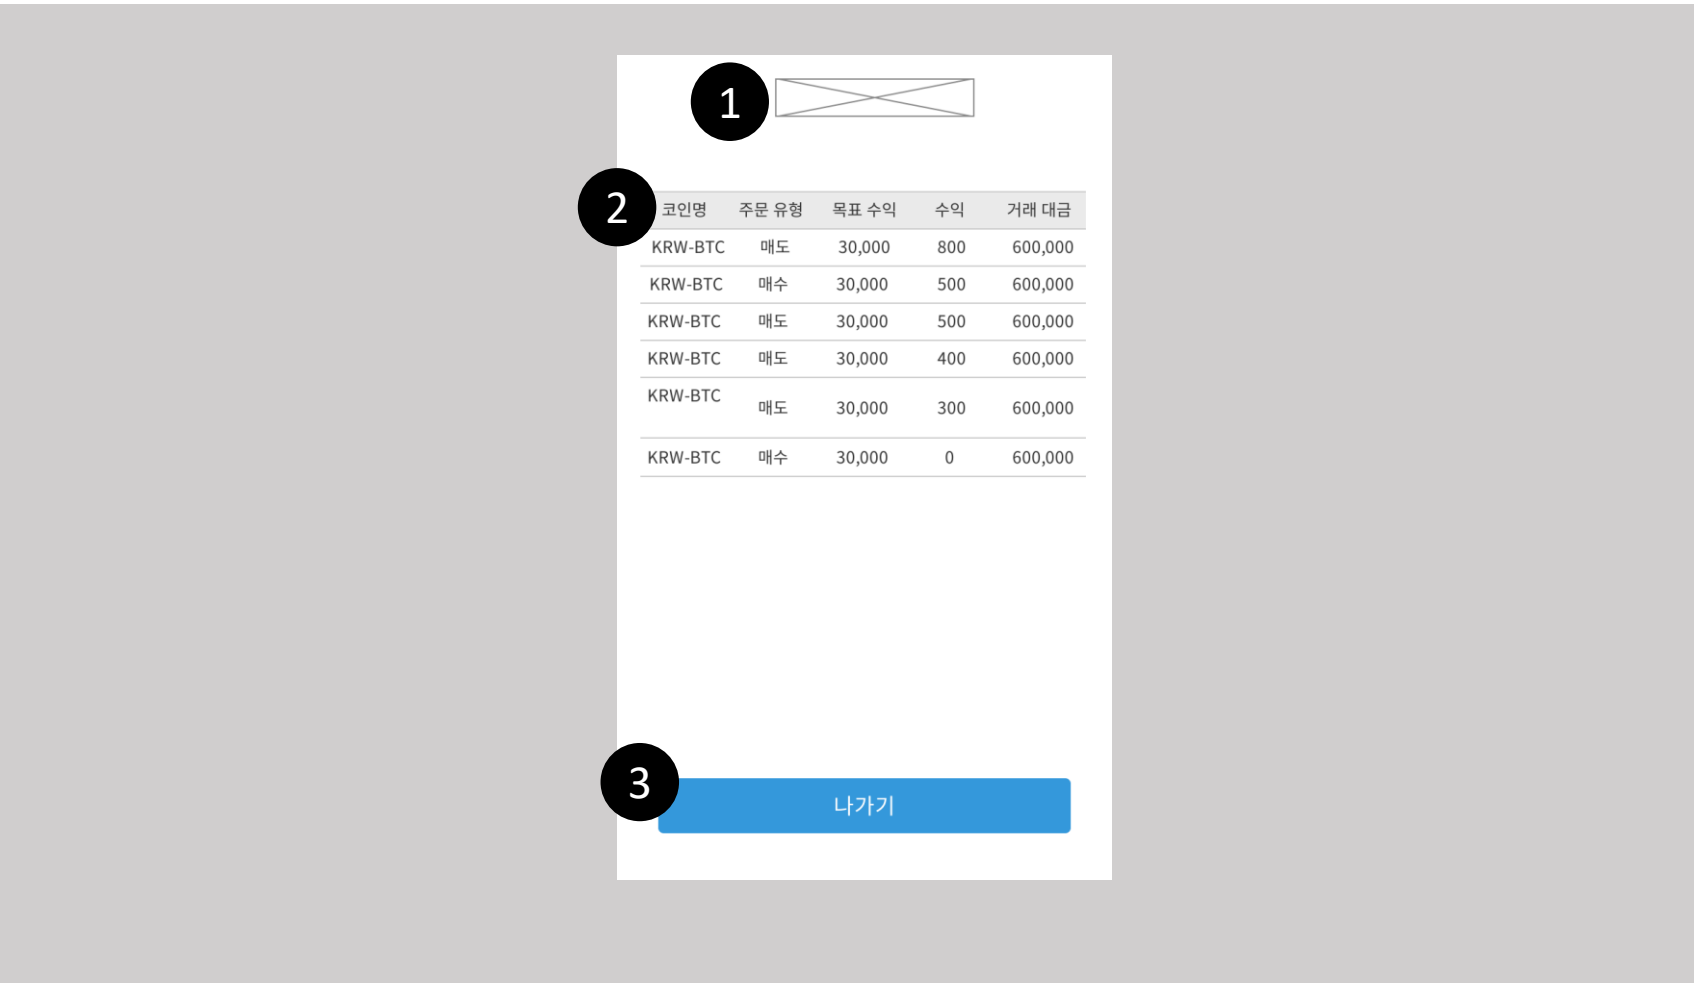 1
2
코인명 주문 유형 목표 수익 수익 거래 대금
KRW-BTC 매도 30,000 800 600,000
KRW-BTC 매수 30,000 500 600,000
KRW-BTC 매도 30,000 500 600,000
KRW-BTC 매도 30,000 400 600,000
KRW-BTC 매도 30,000 300 600,000
KRW-BTC 매수 30,000 0 600,000
3
나가기